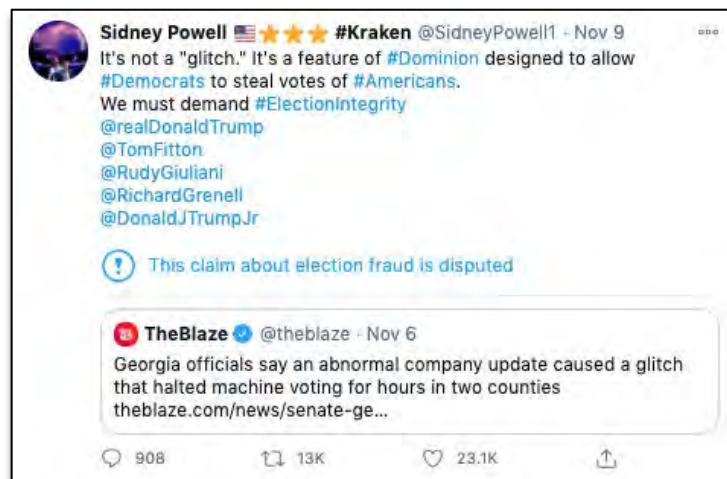 Sidney Powell 🇺🇸⭐⭐⭐ #Kraken @SidneyPowell1 · Nov 9
It's not a "glitch." It's a feature of #Dominion designed to allow
#Democrats to steal votes of #Americans.
We must demand #ElectionIntegrity
@realDonaldTrump
@TomFitton
@RudyGiuliani
@RichardGrenell
@DonaldJTrumpJr
This claim about election fraud is disputed
TheBlaze @theblaze · Nov 6
Georgia officials say an abnormal company update caused a glitch
that halted machine voting for hours in two counties
theblaze.com/news/senate-ge...
908 13K 23.1K